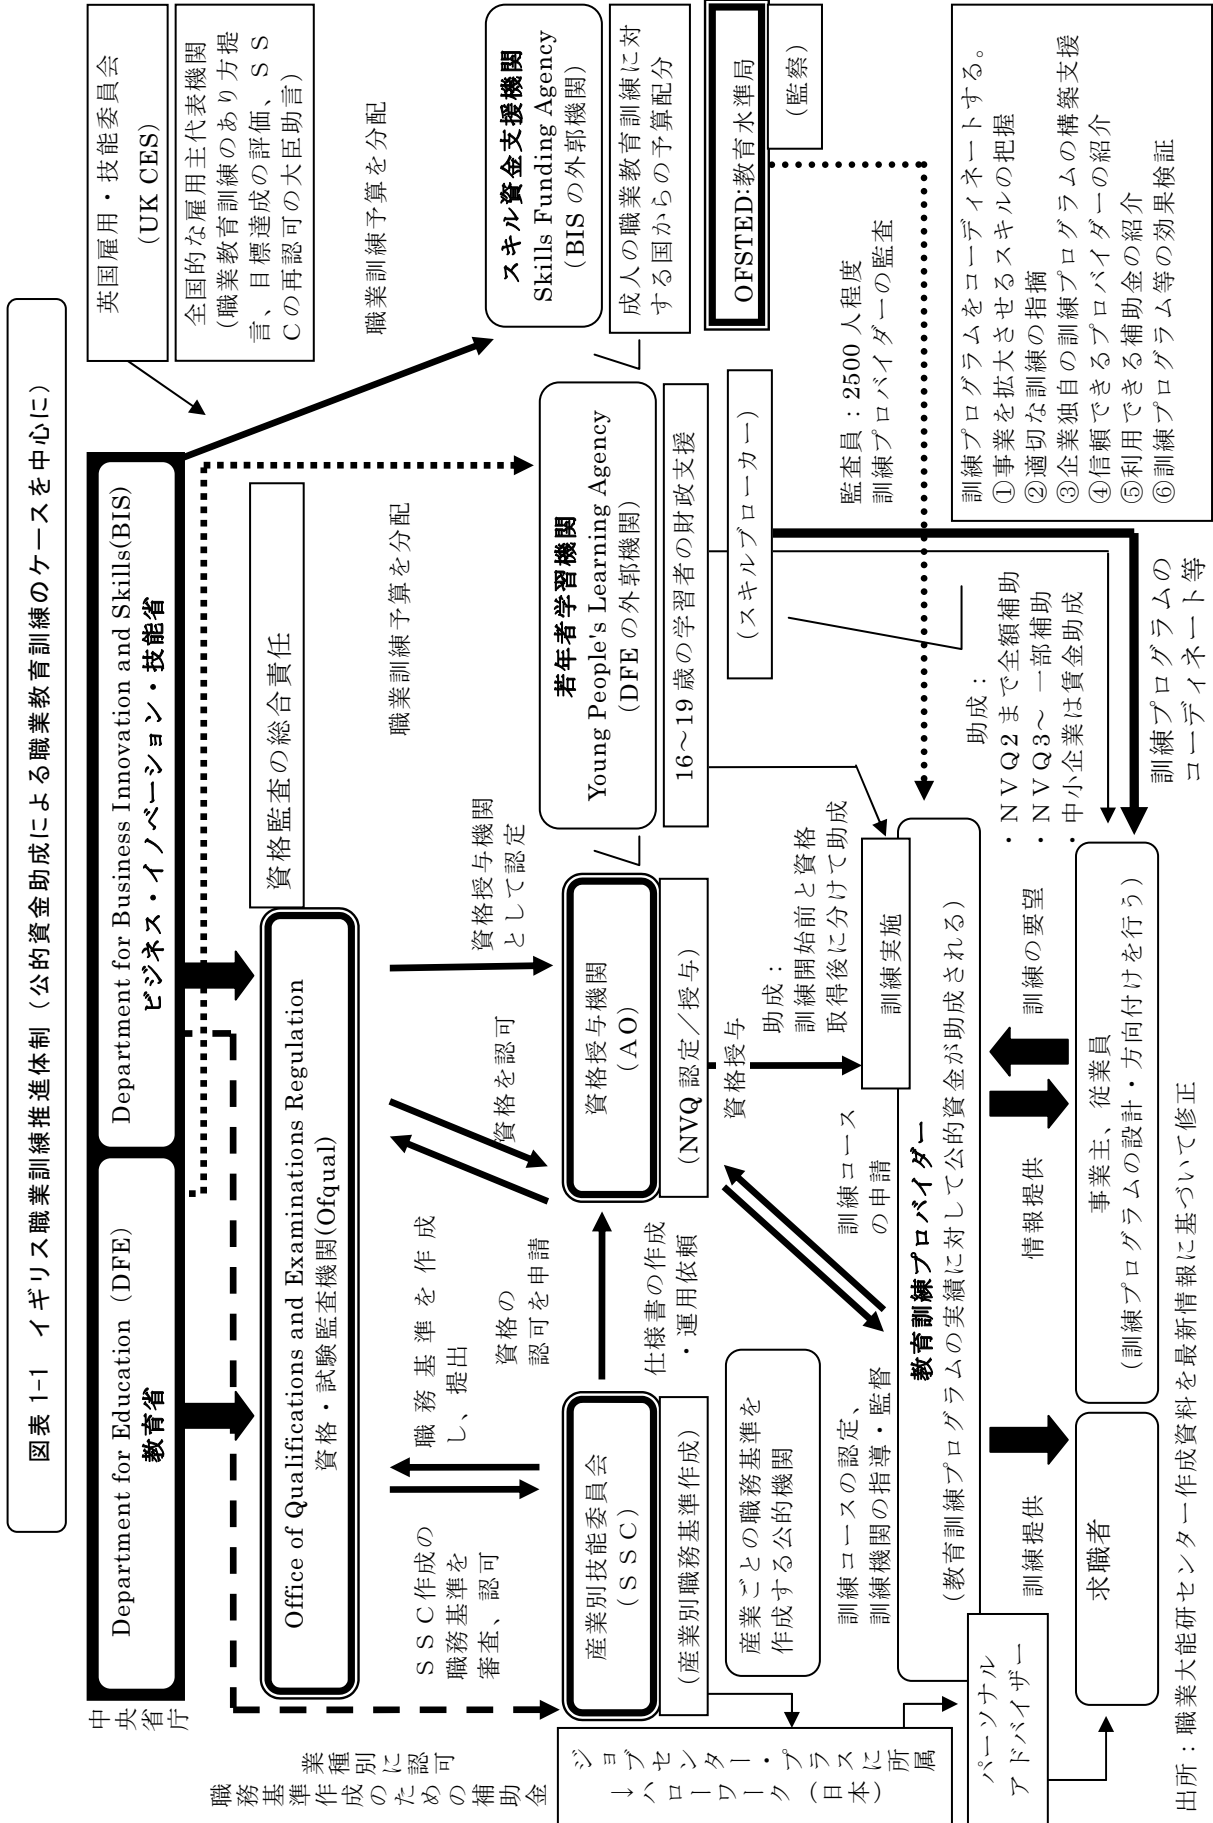 図表 1-1　イギリス職業訓練推進体制（公的資金助成による職業教育訓練のケースを中心に）
中央省庁
Department for Education (DFE)
教育省
Department for Business Innovation and Skills(BIS)
ビジネス・イノベーション・技能省
英国雇用・技能委員会
(UK CES)
全国的な雇用主代表機関
(職業教育訓練のあり方提
言、目標達成の評価、ＳＳ
Ｃの再認可の大臣助言)
業種別に認可
職務基準作成のための補助金
Office of Qualifications and Examinations Regulation
資格・試験監査機関(Ofqual)
資格監査の総合責任
職業訓練予算を分配
職業訓練予算を分配
ＳＳＣ作成の
職務基準を
審査、認可
職務基準を作成
し、提出
資格の
認可を申請
資格を認可
資格授与機関
として認定
産業別技能委員会
(ＳＳＣ)
(産業別職務基準作成)
産業ごとの職務基準を
作成する公的機関
仕様書の作成
・運用依頼
資格授与機関
(AO)
(NVQ 認定／授与)
若年者学習機関
Young People's Learning Agency
(DFE の外郭機関)
16～19 歳の学習者の財政支援
スキル資金支援機関
Skills Funding Agency
(BIS の外郭機関)
成人の職業教育訓練に対
する国からの予算配分
OFSTED:教育水準局
(監察)
(スキルブローカー)
ジョブセンター・プラスに所属
→ハローワーク（日本）
訓練コースの認定、
訓練機関の指導・監督
訓練コース
の申請
資格授与
助成：
訓練開始前と資格
取得後に分けて助成
訓練実施
監査員：2500 人程度
訓練プロバイダーの監査
教育訓練プロバイダー
(教育訓練プログラムの実績に対して公的資金が助成される)
パーソナル
アドバイザー
訓練提供
情報提供
訓練の要望
助成：
・ＮＶＱ2 まで全額補助
・ＮＶＱ3～ 一部補助
・中小企業は賃金助成
訓練プログラムをコーディネートする。
①事業を拡大させるスキルの把握
②適切な訓練の指摘
③企業独自の訓練プログラムの構築支援
④信頼できるプロバイダーの紹介
⑤利用できる補助金の紹介
⑥訓練プログラム等の効果検証
求職者
事業主、従業員
(訓練プログラムの設計・方向付けを行う)
訓練プログラムの
コーディネート等
出所：職業大能研センター作成資料を最新情報に基づいて修正